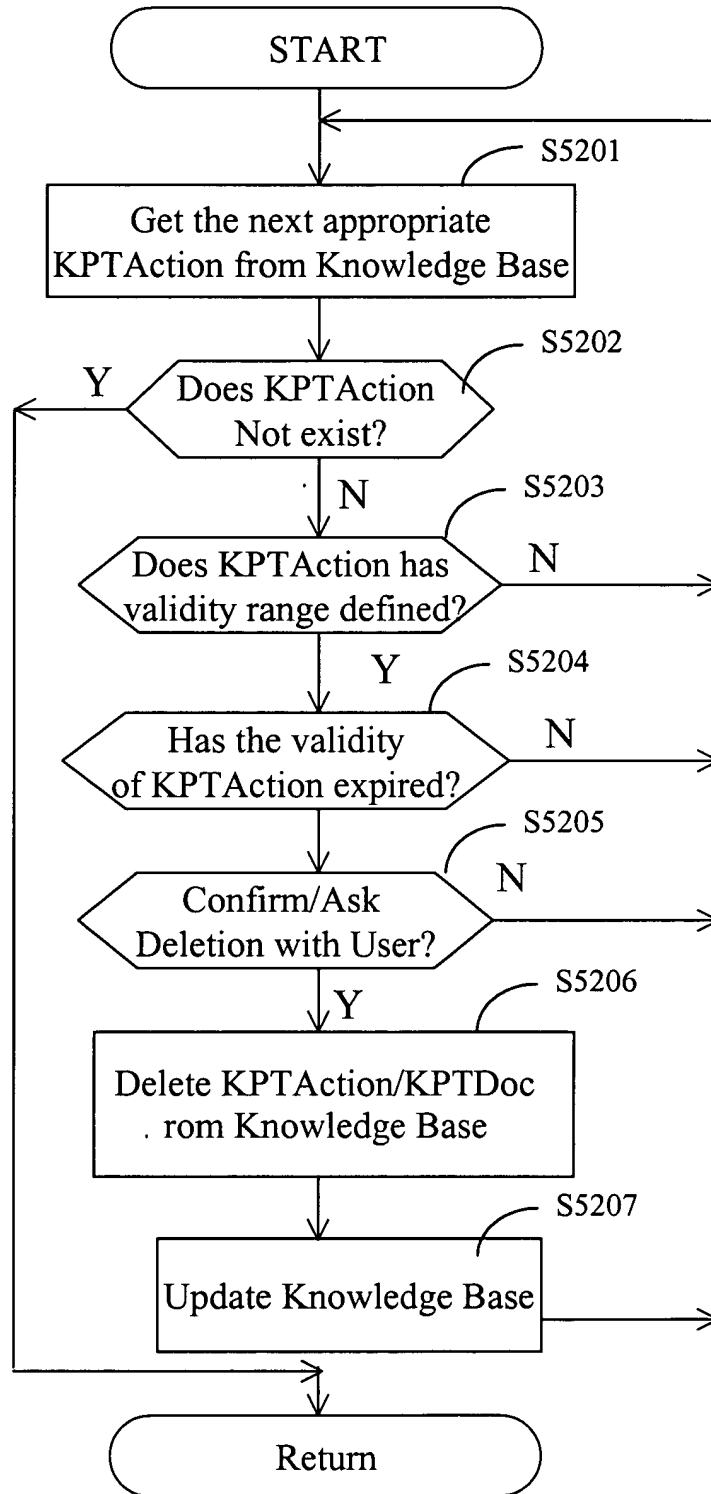 START
S5201
Get the next appropriate
KPTAction from Knowledge Base
S5202
Y
Does KPTAction
Not exist?
N
S5203
Does KPTAction has
validity range defined?
N
Y
S5204
Has the validity
of KPTAction expired?
N
S5205
Confirm/Ask
Deletion with User?
N
Y
S5206
Delete KPTAction/KPTDoc
rom Knowledge Base
S5207
Update Knowledge Base
Return